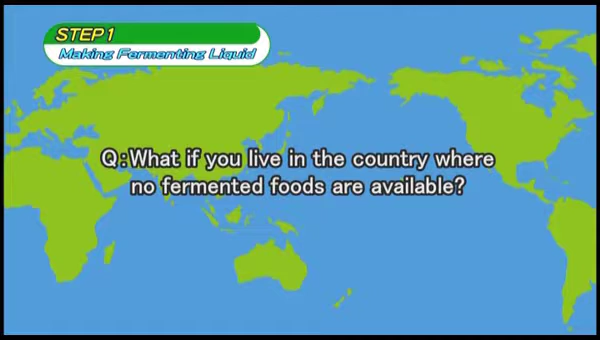 STEP1
Making Fermenting Liquid
Q:What if you live in the country where
no fermented foods are available?